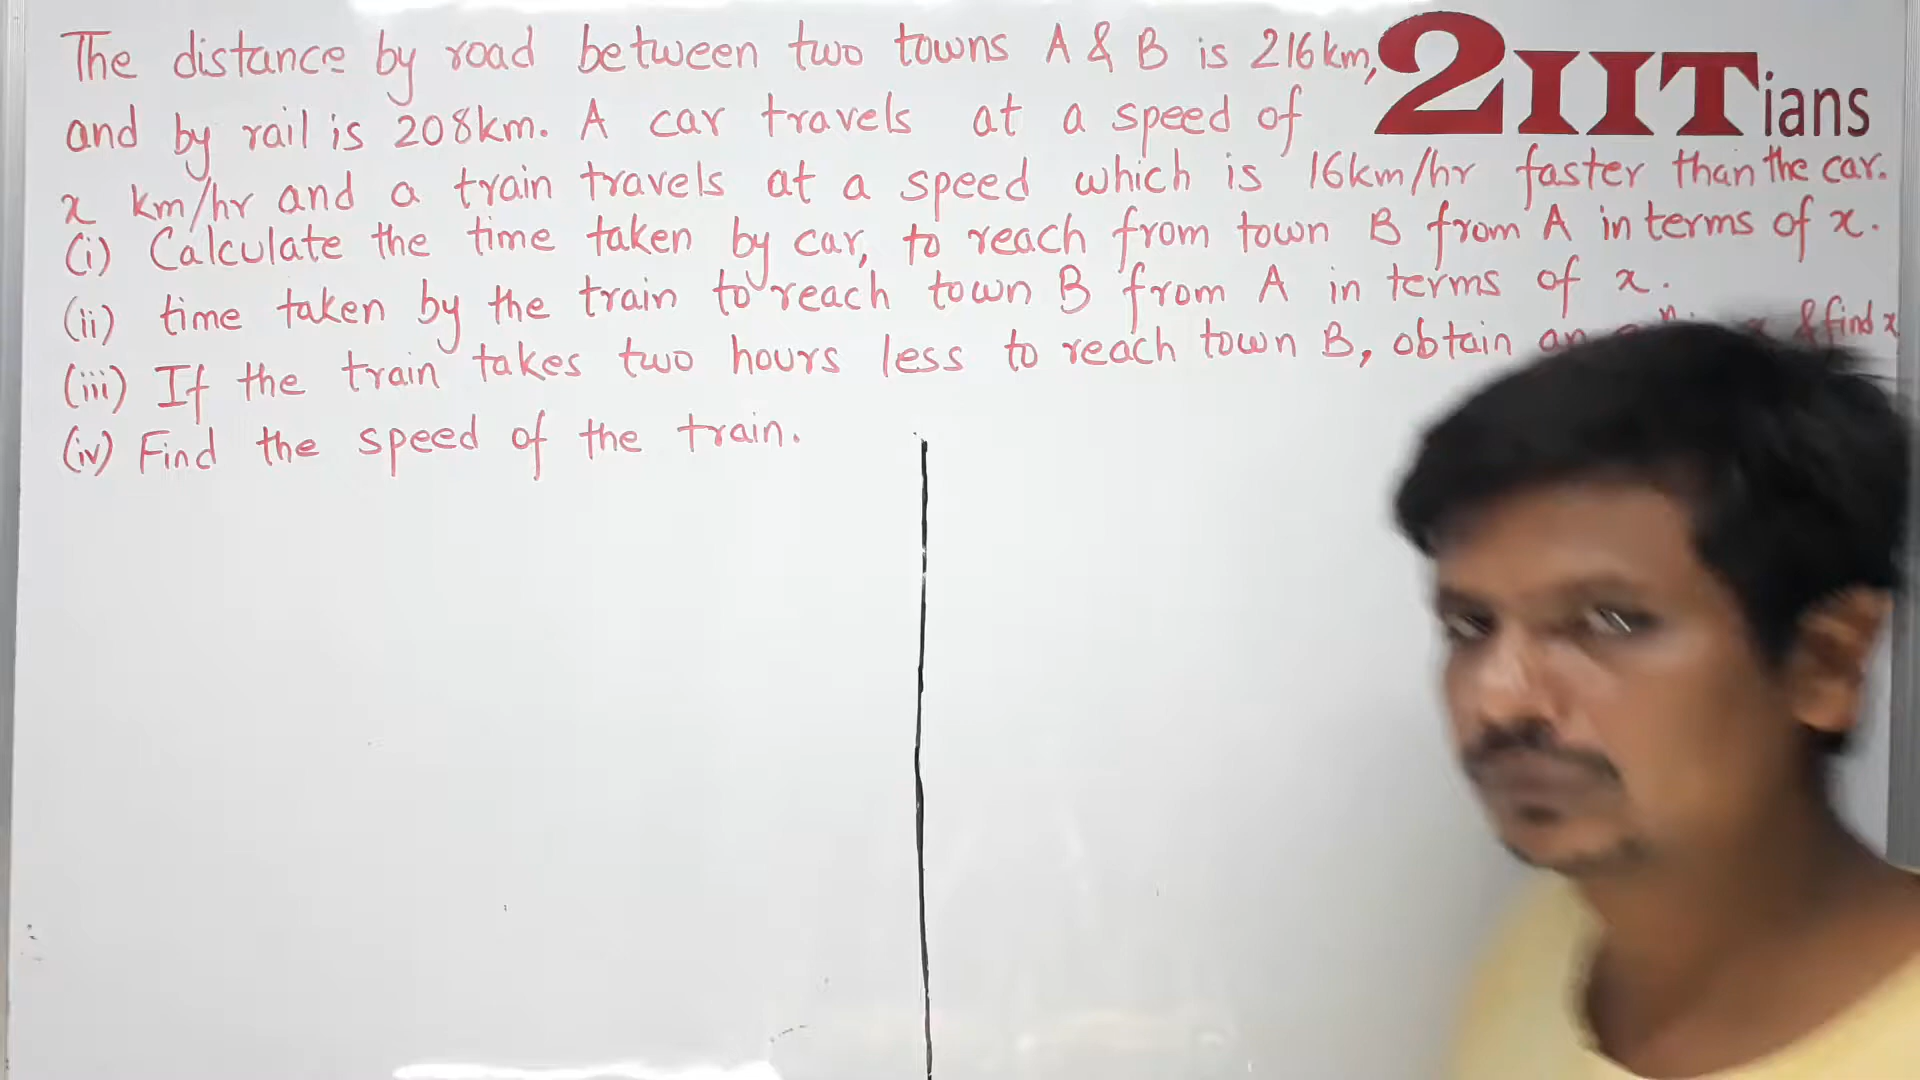 The distance by road between two towns A & B is 216km,
2IITians
and by rail is 208km. A car travels at a speed of
x km/hr and a train travels at a speed which is 16km/hr faster than the car.
(i) Calculate the time taken by car, to reach from town B from A in terms of x.
(ii) time taken by the train to reach town B from A in terms of x.
(iii) If the train takes two hours less to reach town B, obtain an & find x
(iv) Find the speed of the train.